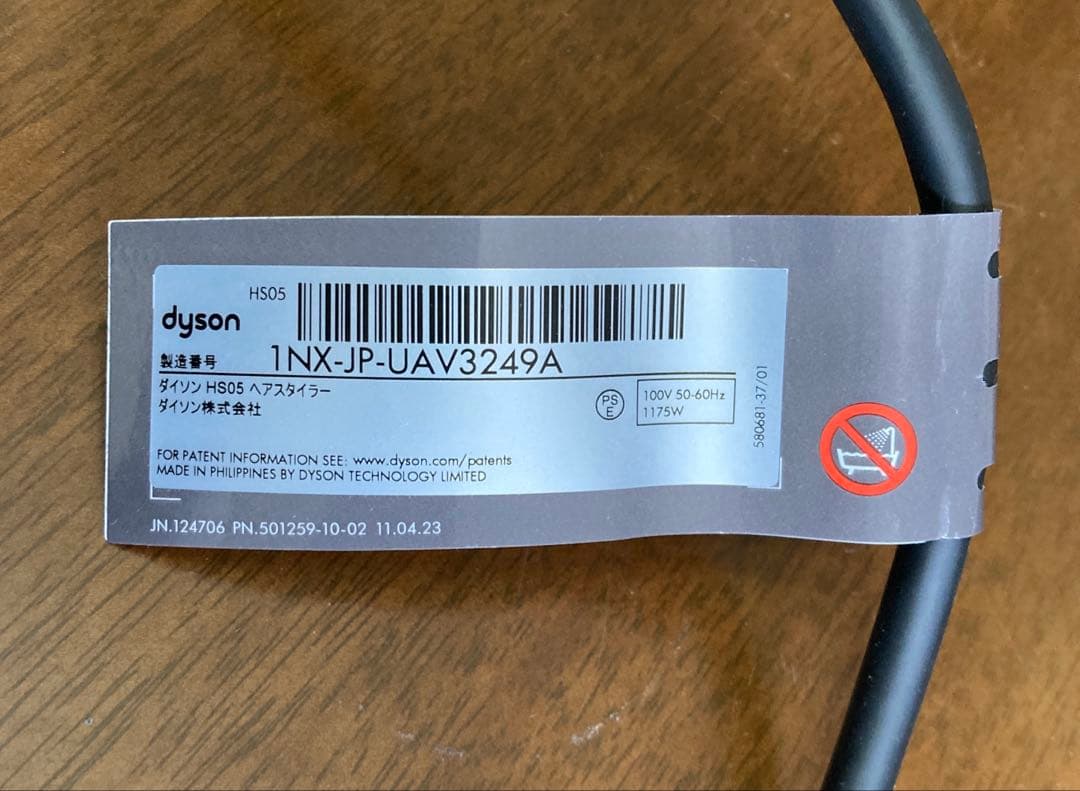 HS05
dyson
製造番号 1NX-JP-UAV3249A
ダイソン HS05 ヘアスタイラー
ダイソン株式会社
PS
E
100V 50-60Hz
1175W
580681-37/01
FOR PATENT INFORMATION SEE: www.dyson.com/patents
MADE IN PHILIPPINES BY DYSON TECHNOLOGY LIMITED
JN.124706 PN.501259-10-02 11.04.23